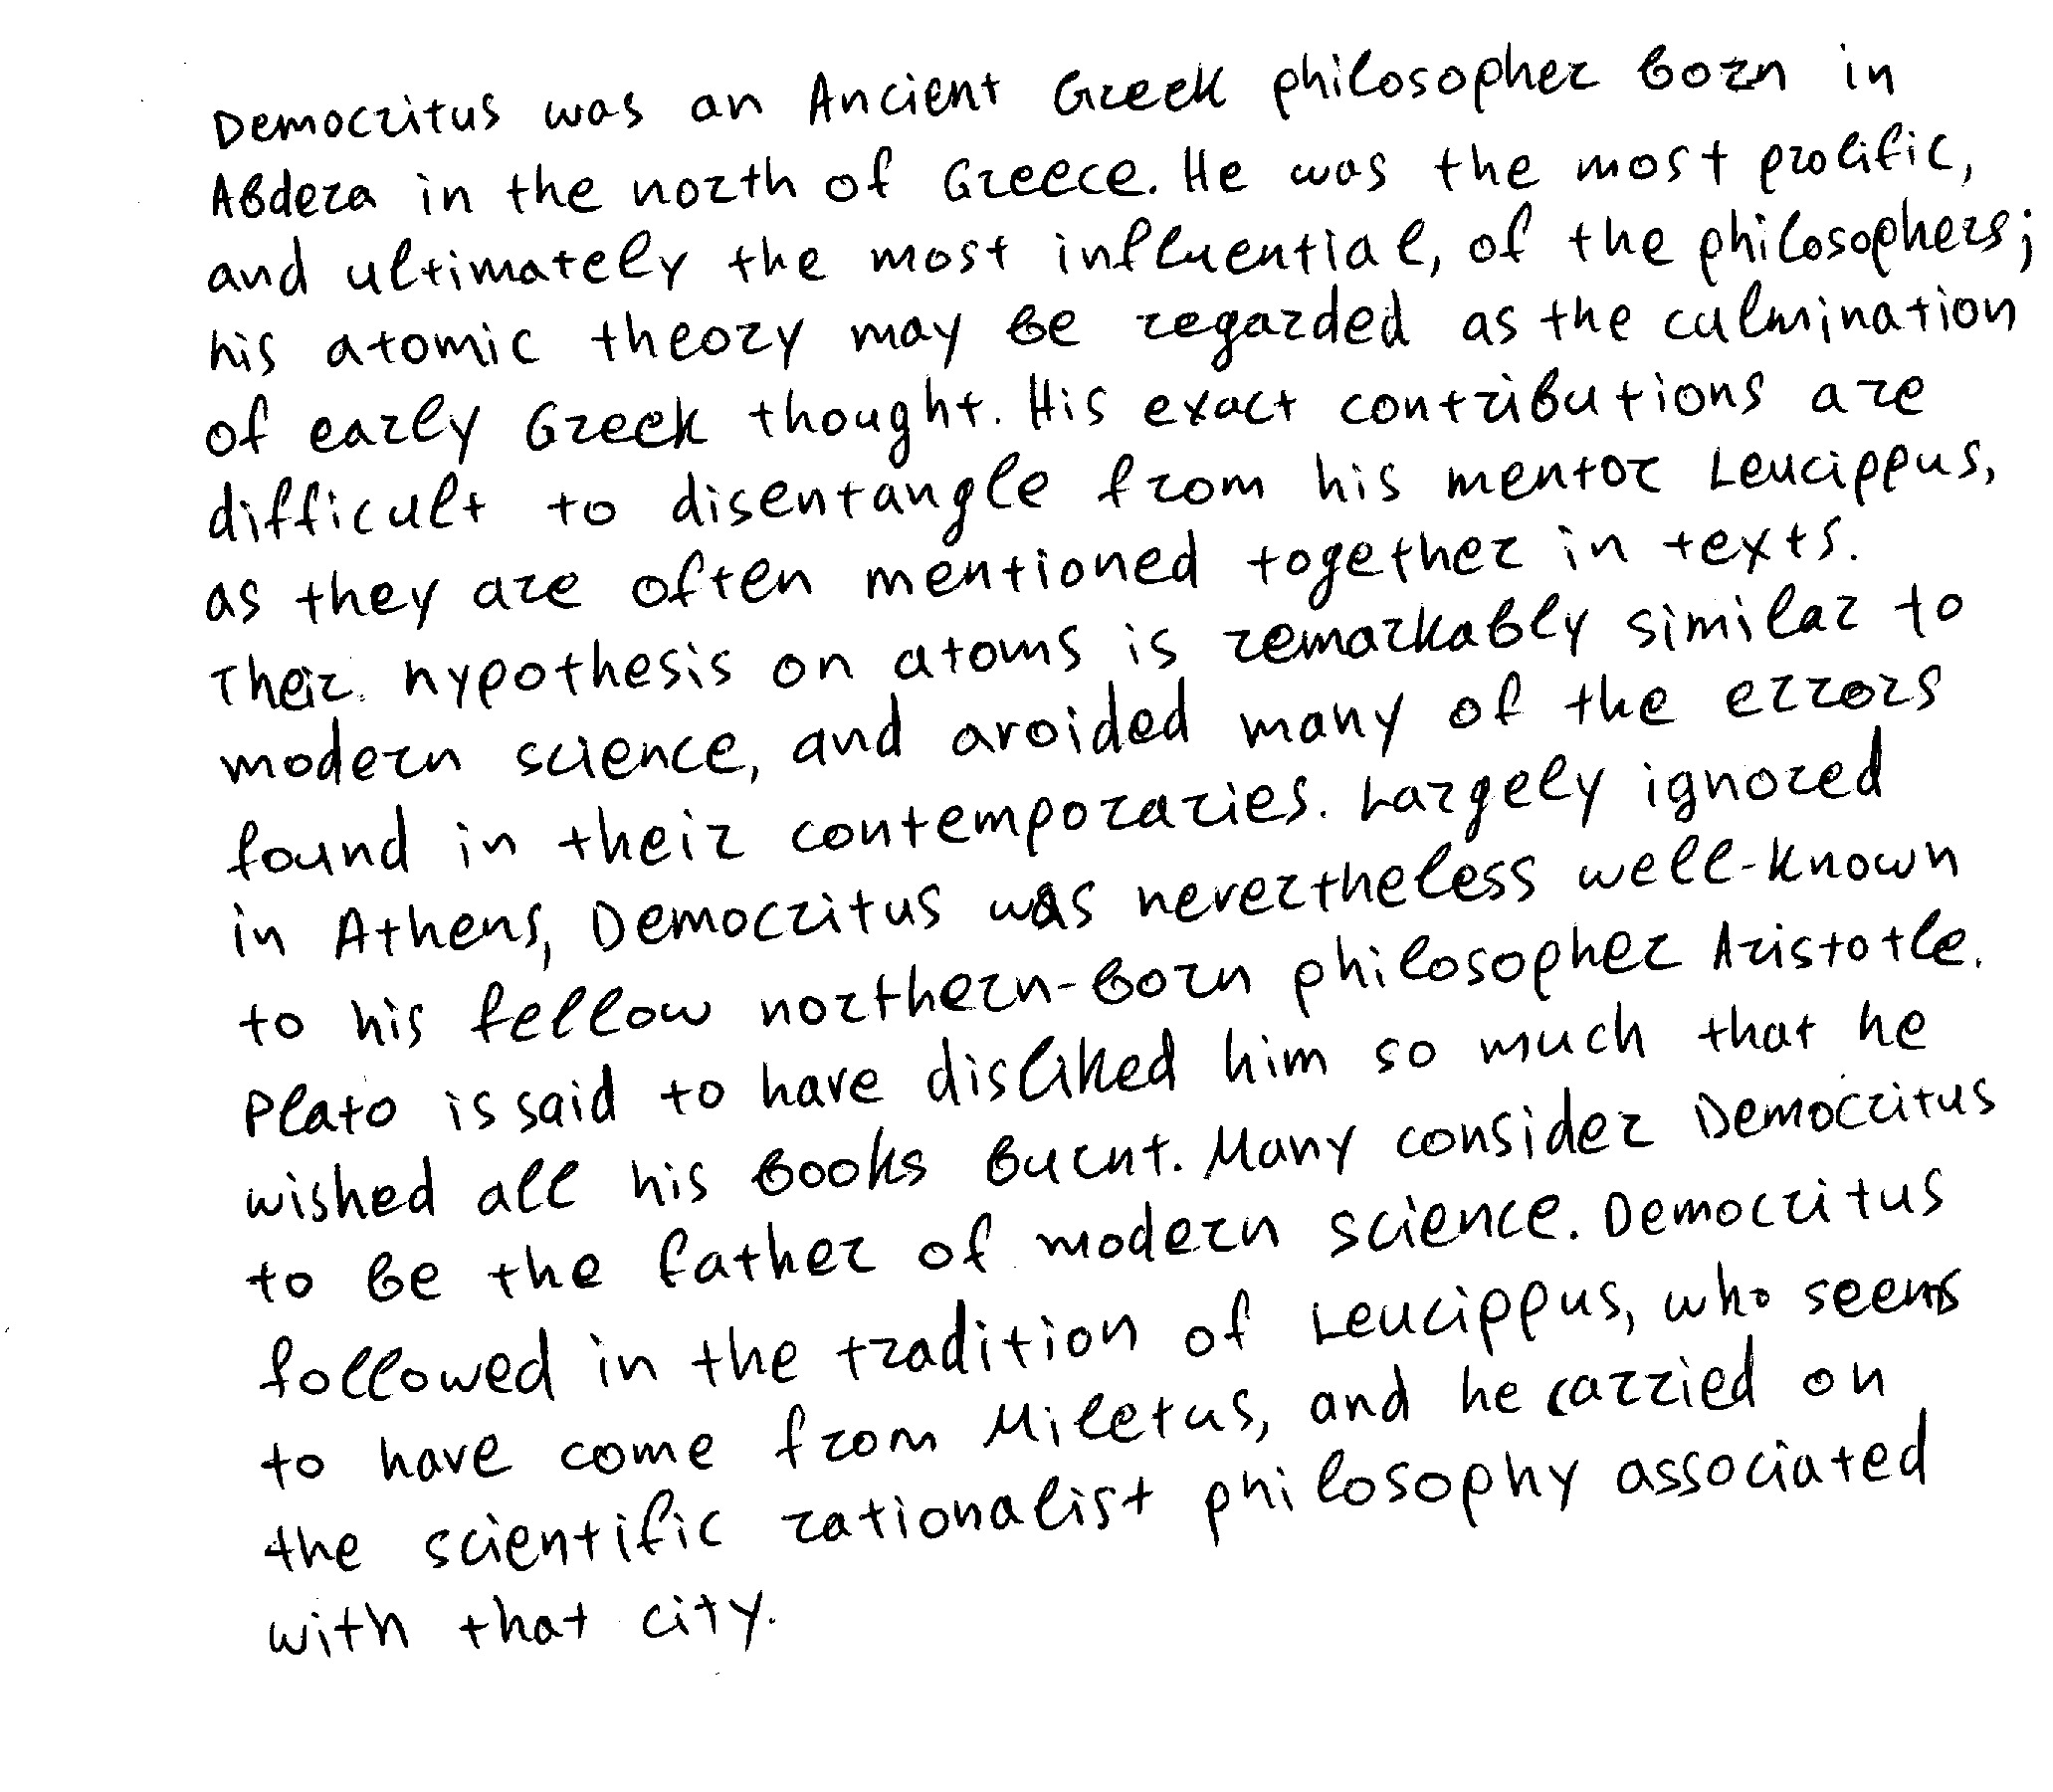 Democritus was an Ancient Greek philosopher born in
Abdera in the north of Greece. He was the most prolific,
and ultimately the most influential, of the philosophers;
his atomic theory may be regarded as the culmination
of early Greek thought. His exact contributions are
difficult to disentangle from his mentor Leucippus,
as they are often mentioned together in texts.
Their hypothesis on atoms is remarkably similar to
modern science, and avoided many of the errors
found in their contemporaries. Largely ignored
in Athens, Democritus was nevertheless well-known
to his fellow northern-born philosopher Aristotle.
Plato is said to have disliked him so much that he
wished all his books burnt. Many consider Democritus
to be the father of modern science. Democritus
followed in the tradition of Leucippus, who seems
to have come from Miletus, and he carried on
the scientific rationalist philosophy associated
with that city.